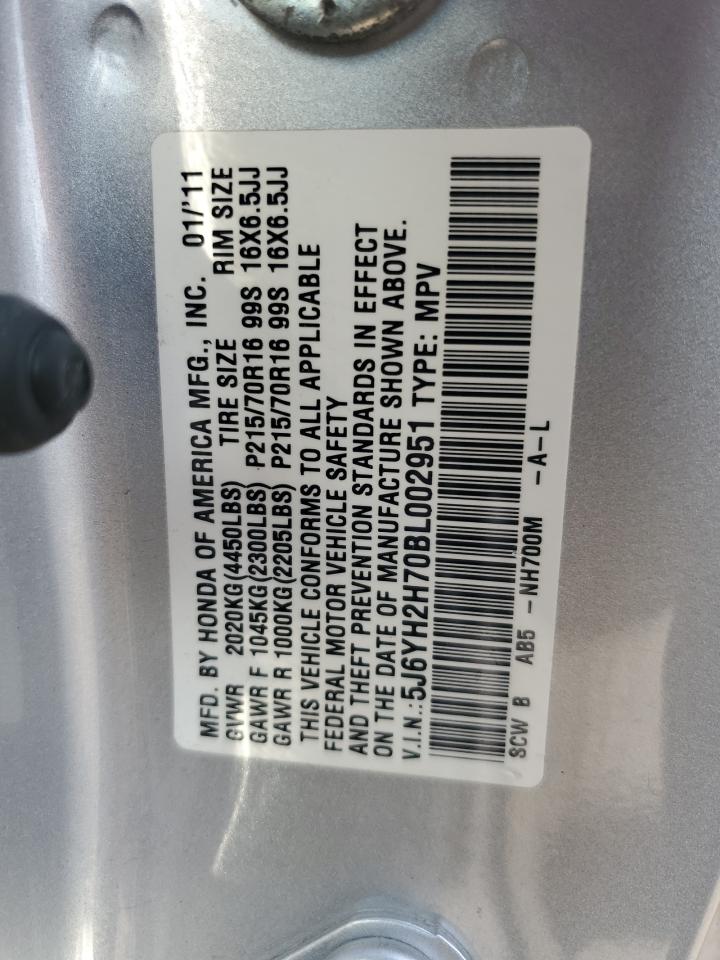 MFD. BY HONDA OF AMERICA MFG., INC. 01/'11
GVWR 2020KG(4450LBS) TIRE SIZE RIM SIZE
GAWR F 1045KG(2300LBS) P215/70R16 99S 16X6.5JJ
GAWR R 1000KG(2205LBS) P215/70R16 99S 16X6.5JJ
THIS VEHICLE CONFORMS TO ALL APPLICABLE
FEDERAL MOTOR VEHICLE SAFETY
AND THEFT PREVENTION STANDARDS IN EFFECT
ON THE DATE OF MANUFACTURE SHOWN ABOVE.
V.I.N.:5J6YH2H70BL002951 TYPE: MPV
SCW B AB5 -NH700M -A-L